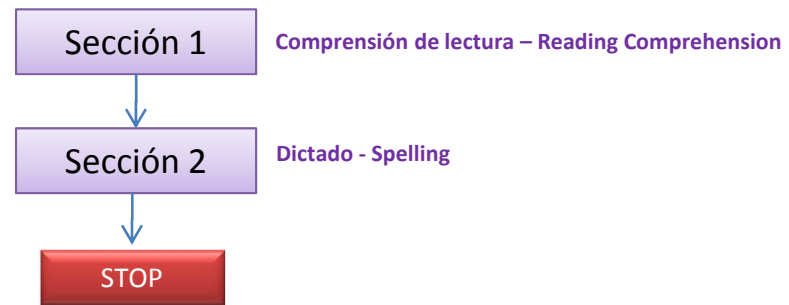 Sección 1
Comprensión de lectura – Reading Comprehension
Sección 2
Dictado - Spelling
STOP